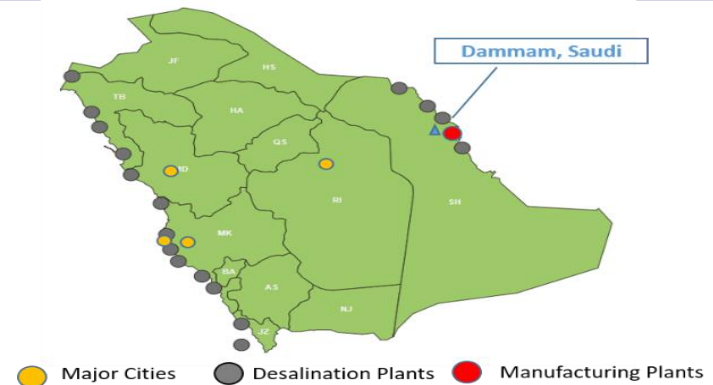 Dammam, Saudi
JF
HS
TB
HA
QS
MD
RI
SH
MK
BA
AS
NJ
JZ
Major Cities
Desalination Plants
Manufacturing Plants